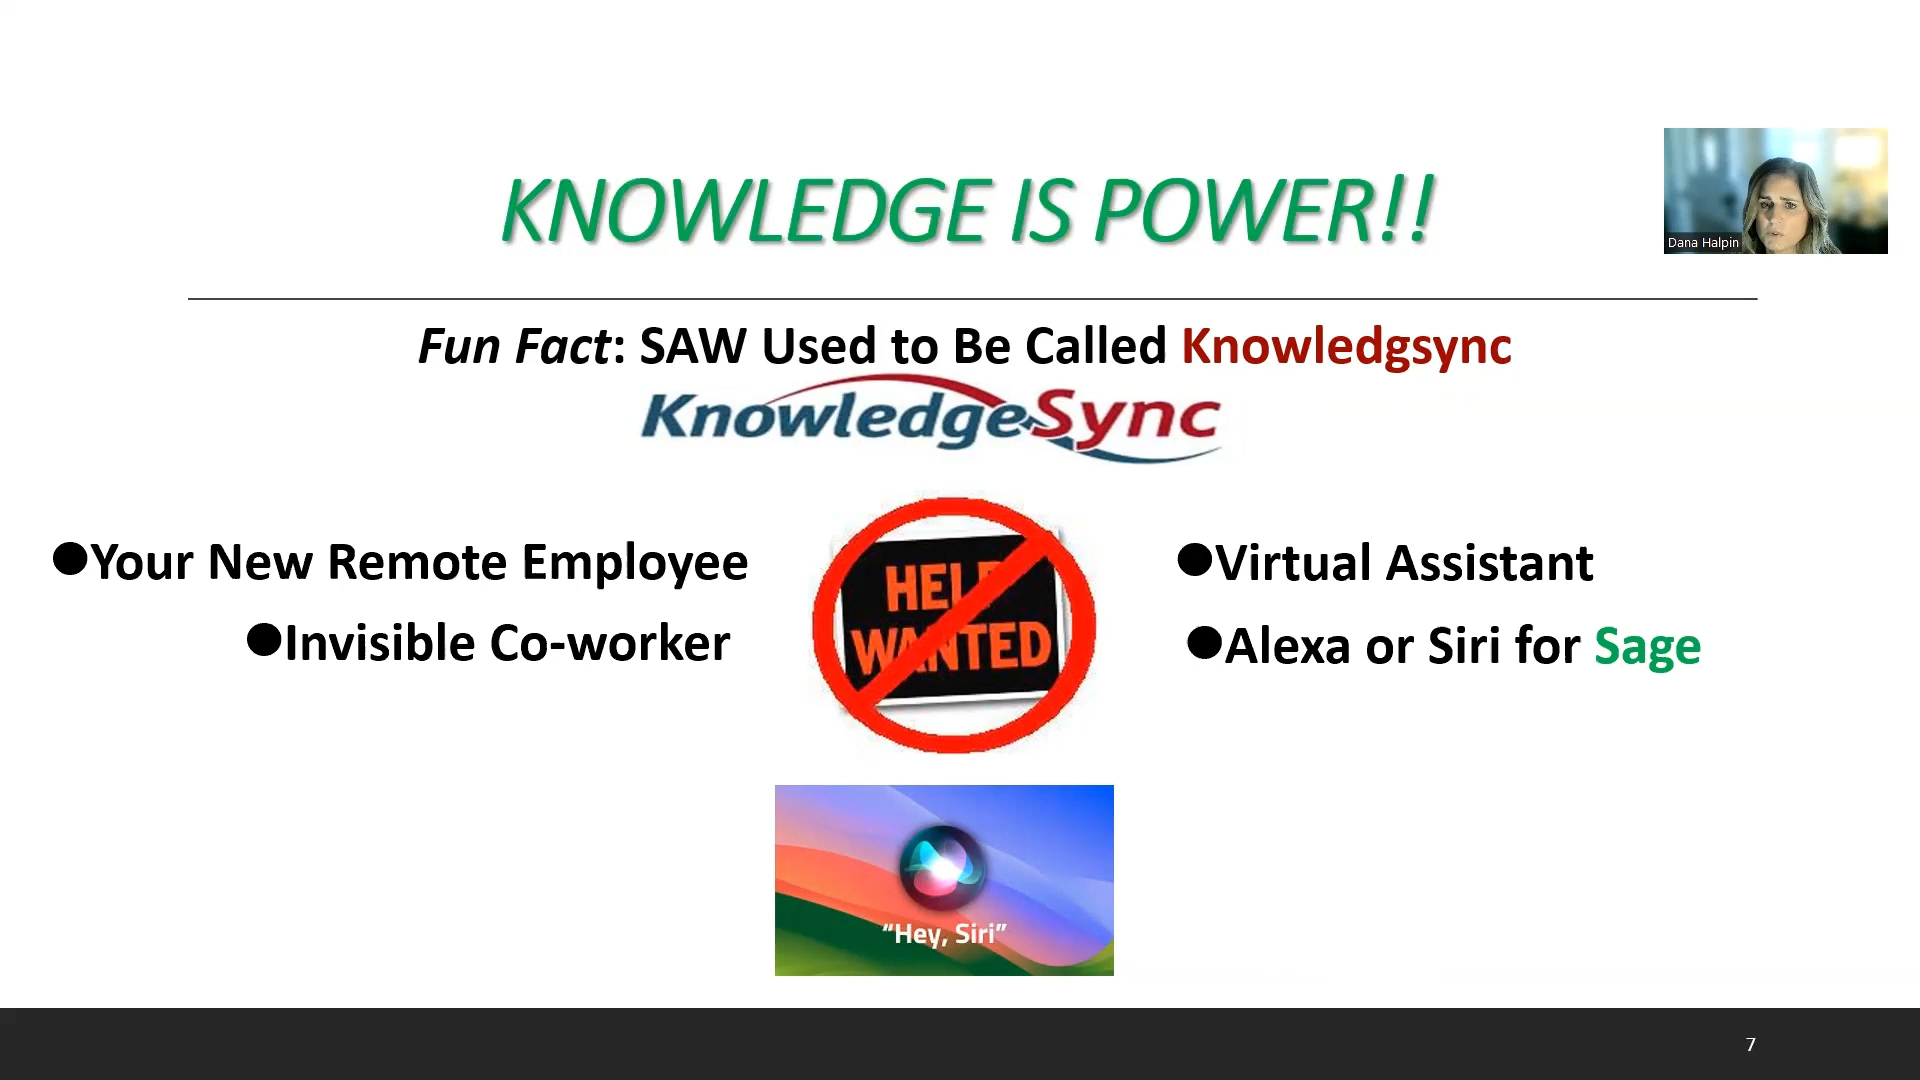 KNOWLEDGE IS POWER!!
Dana Halpin
Fun Fact: SAW Used to Be Called Knowledgsync
KnowledgeSync
●Your New Remote Employee
●Invisible Co-worker
HELP
WANTED
●Virtual Assistant
●Alexa or Siri for Sage
“Hey, Siri”
7